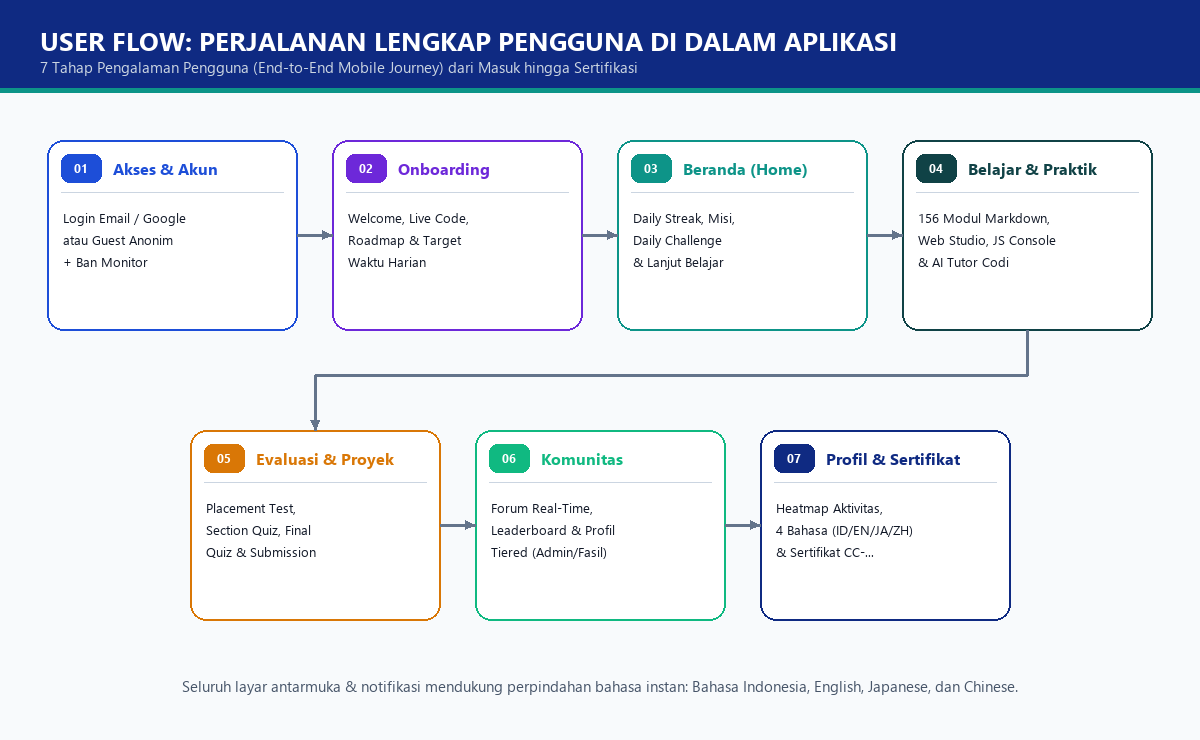 USER FLOW: PERJALANAN LENGKAP PENGGUNA DI DALAM APLIKASI
7 Tahap Pengalaman Pengguna (End-to-End Mobile Journey) dari Masuk hingga Sertifikasi
01 Akses & Akun
Login Email / Google
atau Guest Anonim
+ Ban Monitor
02 Onboarding
Welcome, Live Code,
Roadmap & Target
Waktu Harian
03 Beranda (Home)
Daily Streak, Misi,
Daily Challenge
& Lanjut Belajar
04 Belajar & Praktik
156 Modul Markdown,
Web Studio, JS Console
& AI Tutor Codi
05 Evaluasi & Proyek
Placement Test,
Section Quiz, Final
Quiz & Submission
06 Komunitas
Forum Real-Time,
Leaderboard & Profil
Tiered (Admin/Fasil)
07 Profil & Sertifikat
Heatmap Aktivitas,
4 Bahasa (ID/EN/JA/ZH)
& Sertifikat CC-...
Seluruh layar antarmuka & notifikasi mendukung perpindahan bahasa instan: Bahasa Indonesia, English, Japanese, dan Chinese.